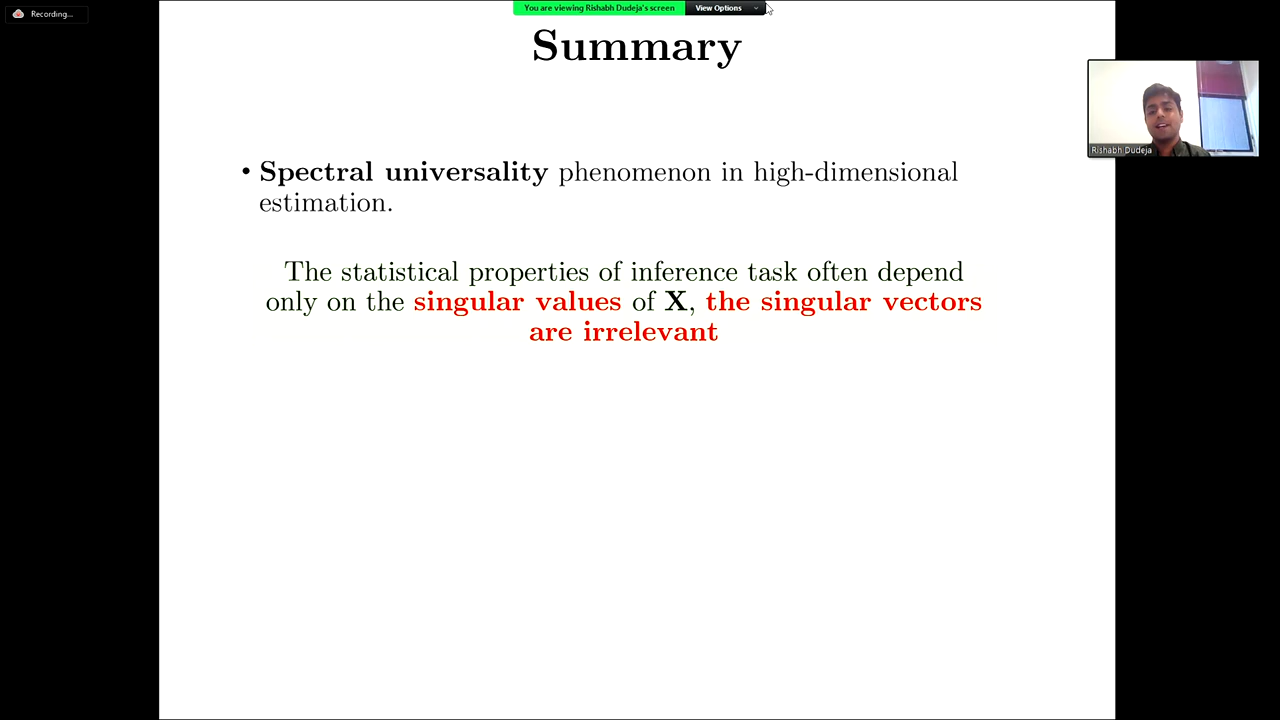 Recording...
You are viewing Rishabh Dudeja's screen
View Options
Summary
• Spectral universality phenomenon in high-dimensional
estimation.
The statistical properties of inference task often depend
only on the singular values of X, the singular vectors
are irrelevant
Rishabh Dudeja